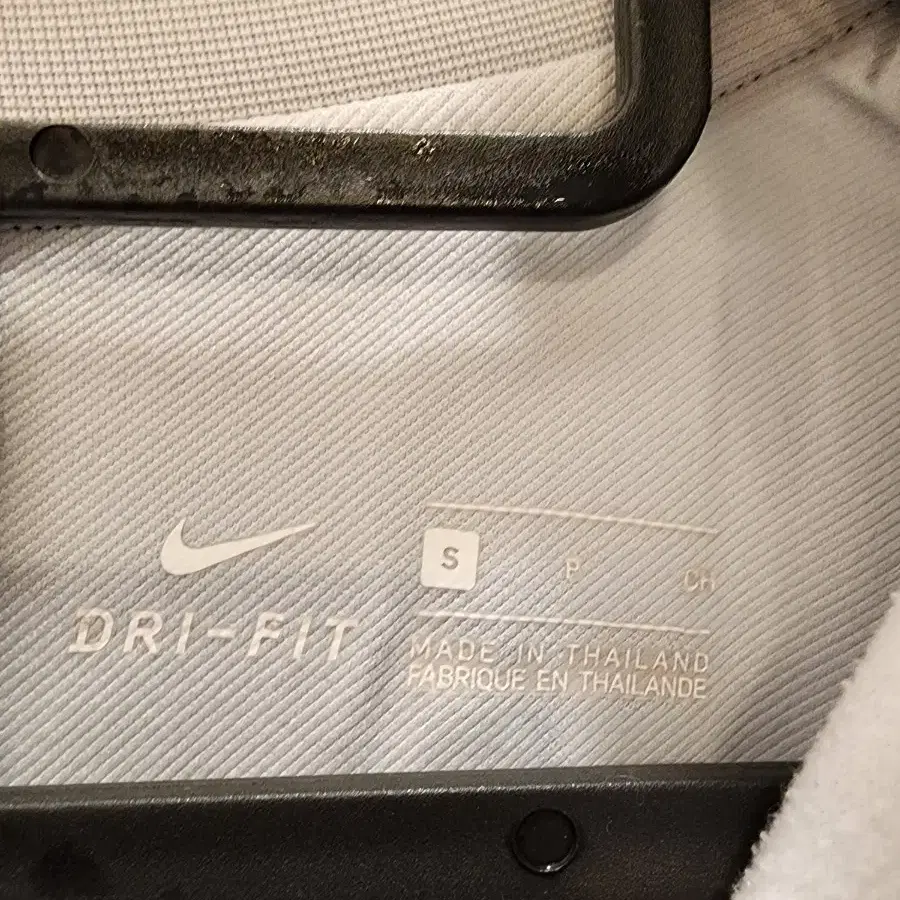 S P CH
DRI-FIT
MADE IN THAILAND
FABRIQUE EN THAILANDE